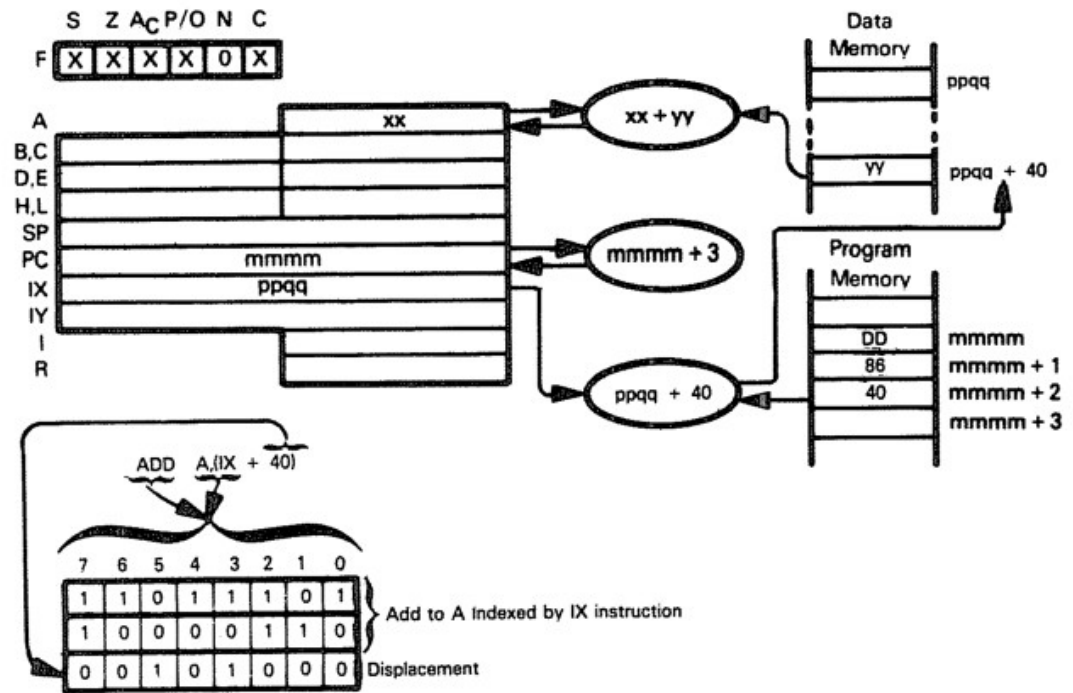 S Z AC P/O N C
F X X X X 0 X
A xx
B,C
D,E
H,L
SP
PC mmmm
IX ppqq
IY
I
R
xx + yy
mmmm + 3
ppqq + 40
Data
Memory
ppqq
yy ppqq + 40
Program
Memory
DD mmmm
86 mmmm + 1
40 mmmm + 2
mmmm + 3
ADD A,(IX + 40)
7 6 5 4 3 2 1 0
1 1 0 1 1 1 0 1
1 0 0 0 0 1 1 0
Add to A Indexed by IX instruction
0 0 1 0 1 0 0 0 Displacement